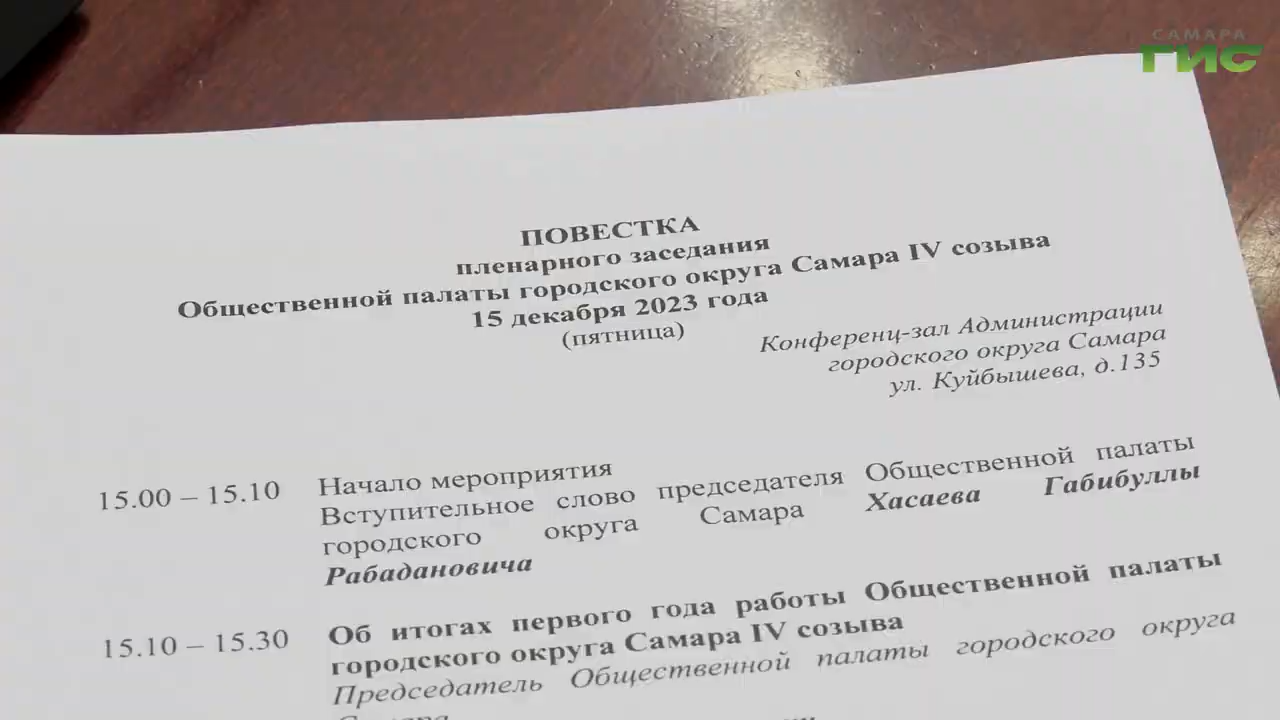 САМАРА
ГИС
ПОВЕСТКА
пленарного заседания
Общественной палаты городского округа Самара IV созыва
15 декабря 2023 года
(пятница)
Конференц-зал Администрации
городского округа Самара
ул. Куйбышева, д.135
15.00 – 15.10 Начало мероприятия
Вступительное слово председателя Общественной палаты
городского округа Самара Хасаева Габибуллы
Рабадановича
15.10 – 15.30 Об итогах первого года работы Общественной палаты
городского округа Самара IV созыва
Председатель Общественной палаты городского округа
Самара